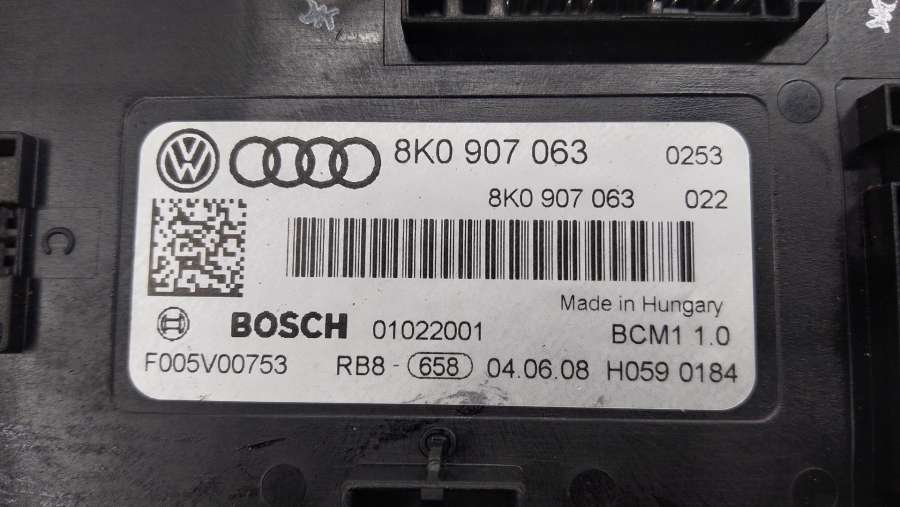 8K0 907 063 0253
8K0 907 063 022
C
Made in Hungary
BOSCH 01022001 BCM1 1.0
F005V00753 RB8 - 658 04.06.08 H059 0184